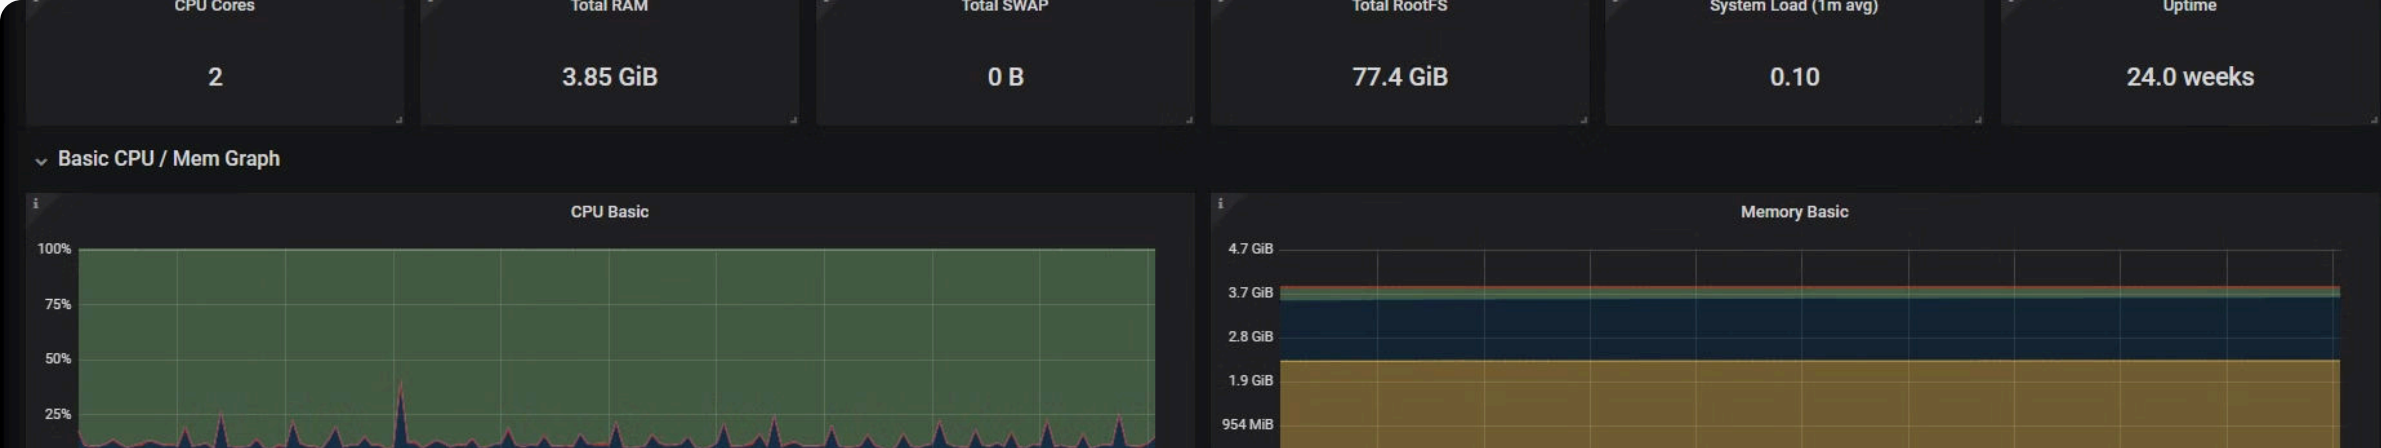 CPU Cores
Total RAM
Total SWAP
Total RootFS
System Load (1m avg)
Uptime
2
3.85 GiB
0 B
77.4 GiB
0.10
24.0 weeks
Basic CPU / Mem Graph
i
CPU Basic
100%
75%
50%
25%
i
Memory Basic
4.7 GiB
3.7 GiB
2.8 GiB
1.9 GiB
954 MiB